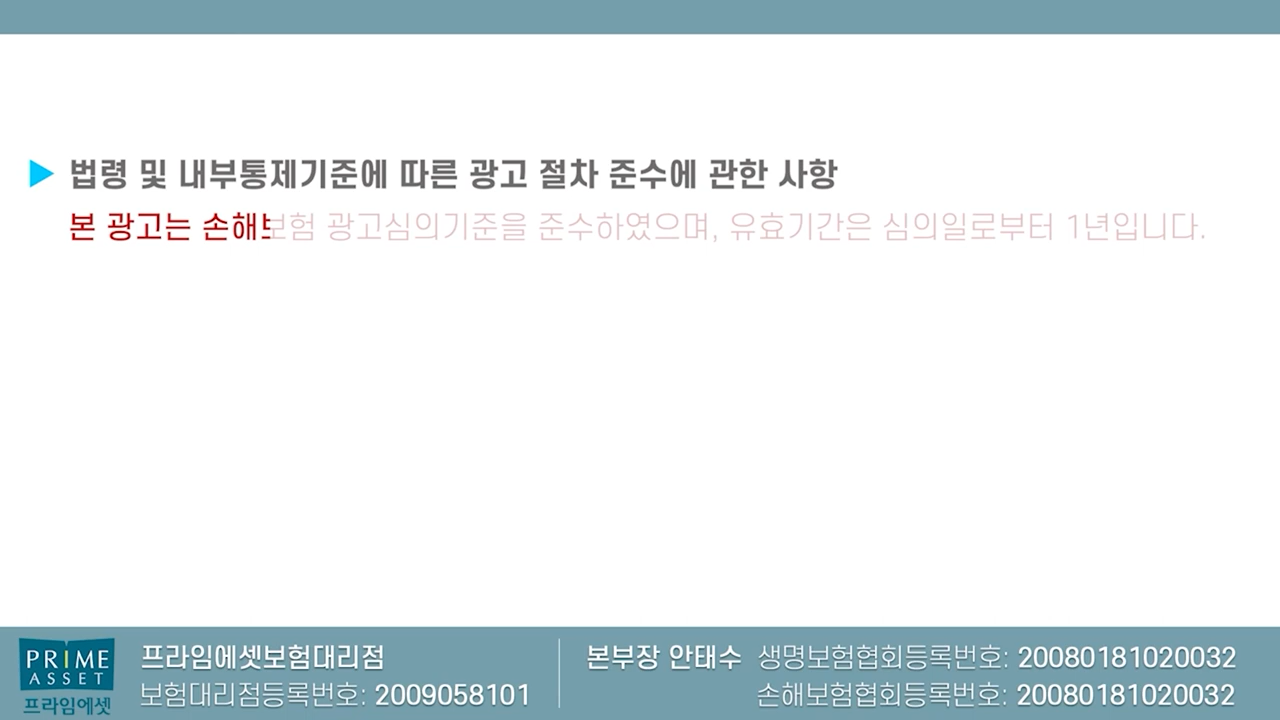 ▶ 법령 및 내부통제기준에 따른 광고 절차 준수에 관한 사항
본 광고는 손해보험 광고심의기준을 준수하였으며, 유효기간은 심의일로부터 1년입니다.
PRIME
ASSET
프라임에셋
프라임에셋보험대리점
보험대리점등록번호: 2009058101
본부장 안태수 생명보험협회등록번호: 20080181020032
손해보험협회등록번호: 20080181020032